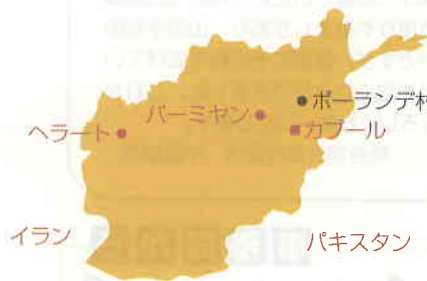 ポーランデ村
バーミヤン
カブール
ヘラート
イラン
パキスタン